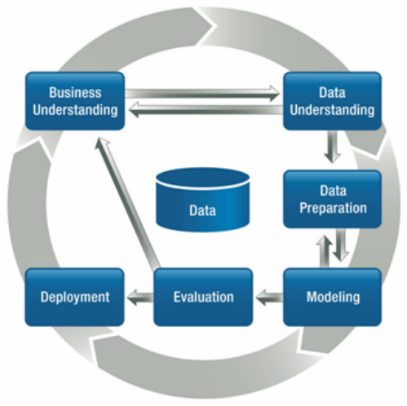 Business
Understanding
Data
Understanding
Data
Preparation
Data
Deployment
Evaluation
Modeling